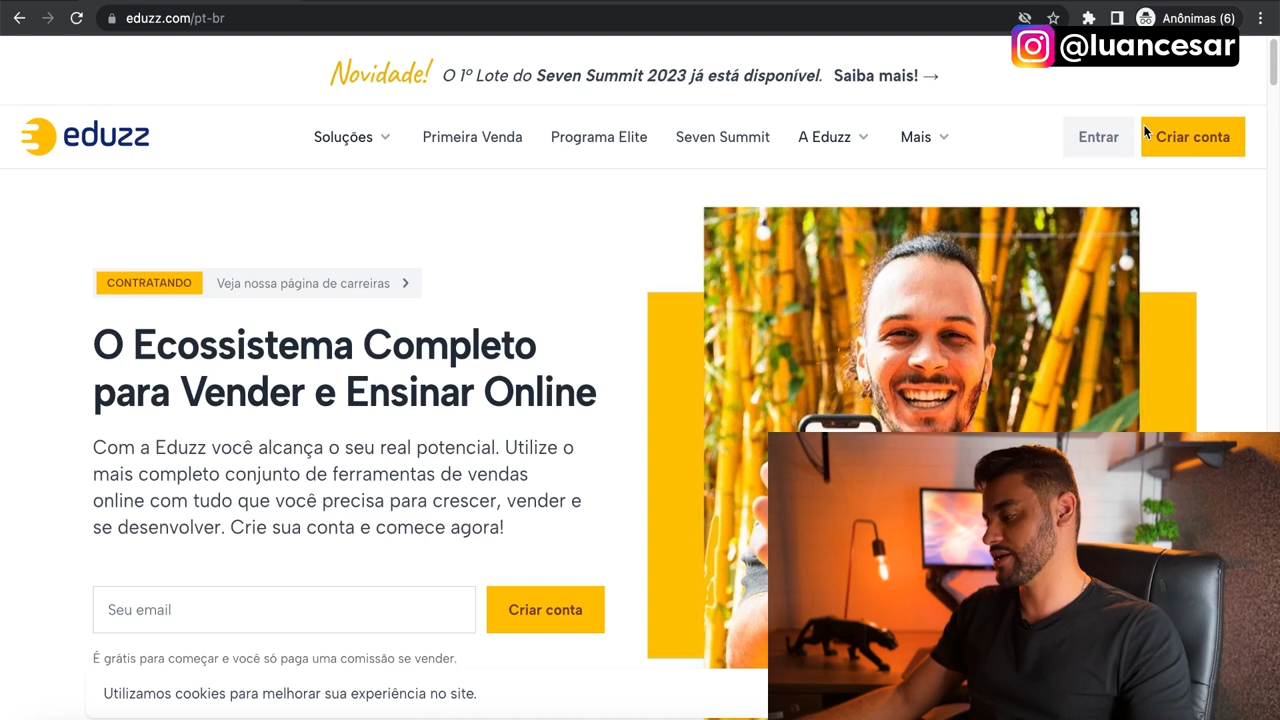 eduzz.com/pt-br
Anônimas (6)
@luancesar
Novidade! O 1º Lote do Seven Summit 2023 já está disponível. Saiba mais! →
eduzz
Soluções
Primeira Venda
Programa Elite
Seven Summit
A Eduzz
Mais
Entrar
Criar conta
CONTRATANDO
Veja nossa página de carreiras
O Ecossistema Completo
para Vender e Ensinar Online
Com a Eduzz você alcança o seu real potencial. Utilize o
mais completo conjunto de ferramentas de vendas
online com tudo que você precisa para crescer, vender e
se desenvolver. Crie sua conta e comece agora!
Seu email
Criar conta
É grátis para começar e você só paga uma comissão se vender.
Utilizamos cookies para melhorar sua experiência no site.